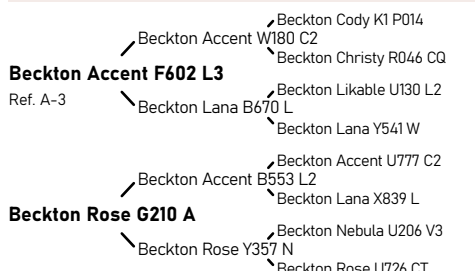 Beckton Cody K1 P014
Beckton Accent W180 C2
Beckton Christy R046 CQ
Beckton Accent F602 L3
Ref. A-3
Beckton Likable U130 L2
Beckton Lana B670 L
Beckton Lana Y541 W
Beckton Accent U777 C2
Beckton Accent B553 L2
Beckton Lana X839 L
Beckton Rose G210 A
Beckton Nebula U206 V3
Beckton Rose Y357 N
Beckton Rose U726 CT